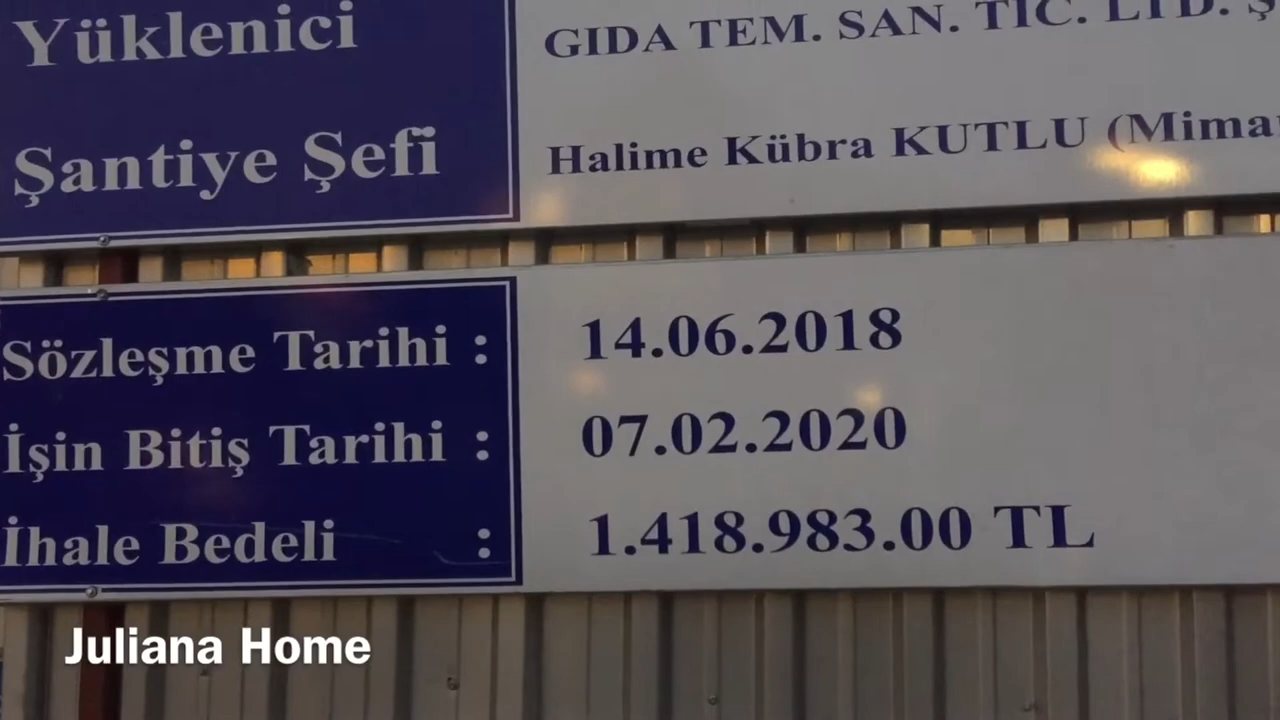 Yüklenici GIDA TEM. SAN. TİC. LTD. Ş
Şantiye Şefi Halime Kübra KUTLU (Mima
Sözleşme Tarihi : 14.06.2018
İşin Bitiş Tarihi : 07.02.2020
İhale Bedeli : 1.418.983.00 TL
Juliana Home